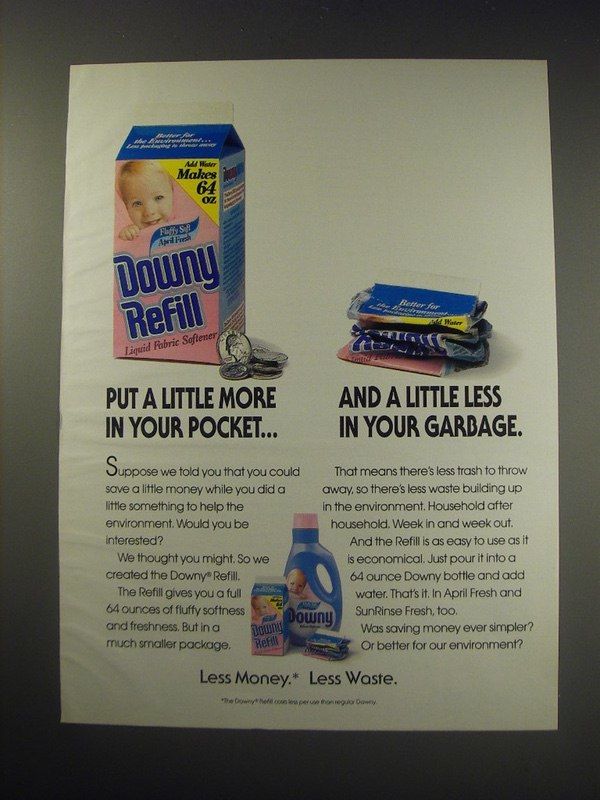 Better for
the Environment...
Less packaging to throw away
Add Water
Makes
64
oz
Fluffy Soft
April Fresh
Downy
Refill
Liquid Fabric Softener
Better for
the Environment...
Add Water
PUT A LITTLE MORE
IN YOUR POCKET...
AND A LITTLE LESS
IN YOUR GARBAGE.
Suppose we told you that you could
save a little money while you did a
little something to help the
environment. Would you be
interested?
We thought you might. So we
created the Downy® Refill.
The Refill gives you a full
64 ounces of fluffy softness
and freshness. But in a
much smaller package.
That means there's less trash to throw
away, so there's less waste building up
in the environment. Household after
household. Week in and week out.
And the Refill is as easy to use as it
is economical. Just pour it into a
64 ounce Downy bottle and add
water. That's it. In April Fresh and
SunRinse Fresh, too.
Was saving money ever simpler?
Or better for our environment?
Makes
64
Downy
Refill
Downy
Less Money.* Less Waste.
*The Downy® Refill costs less per use than regular Downy.